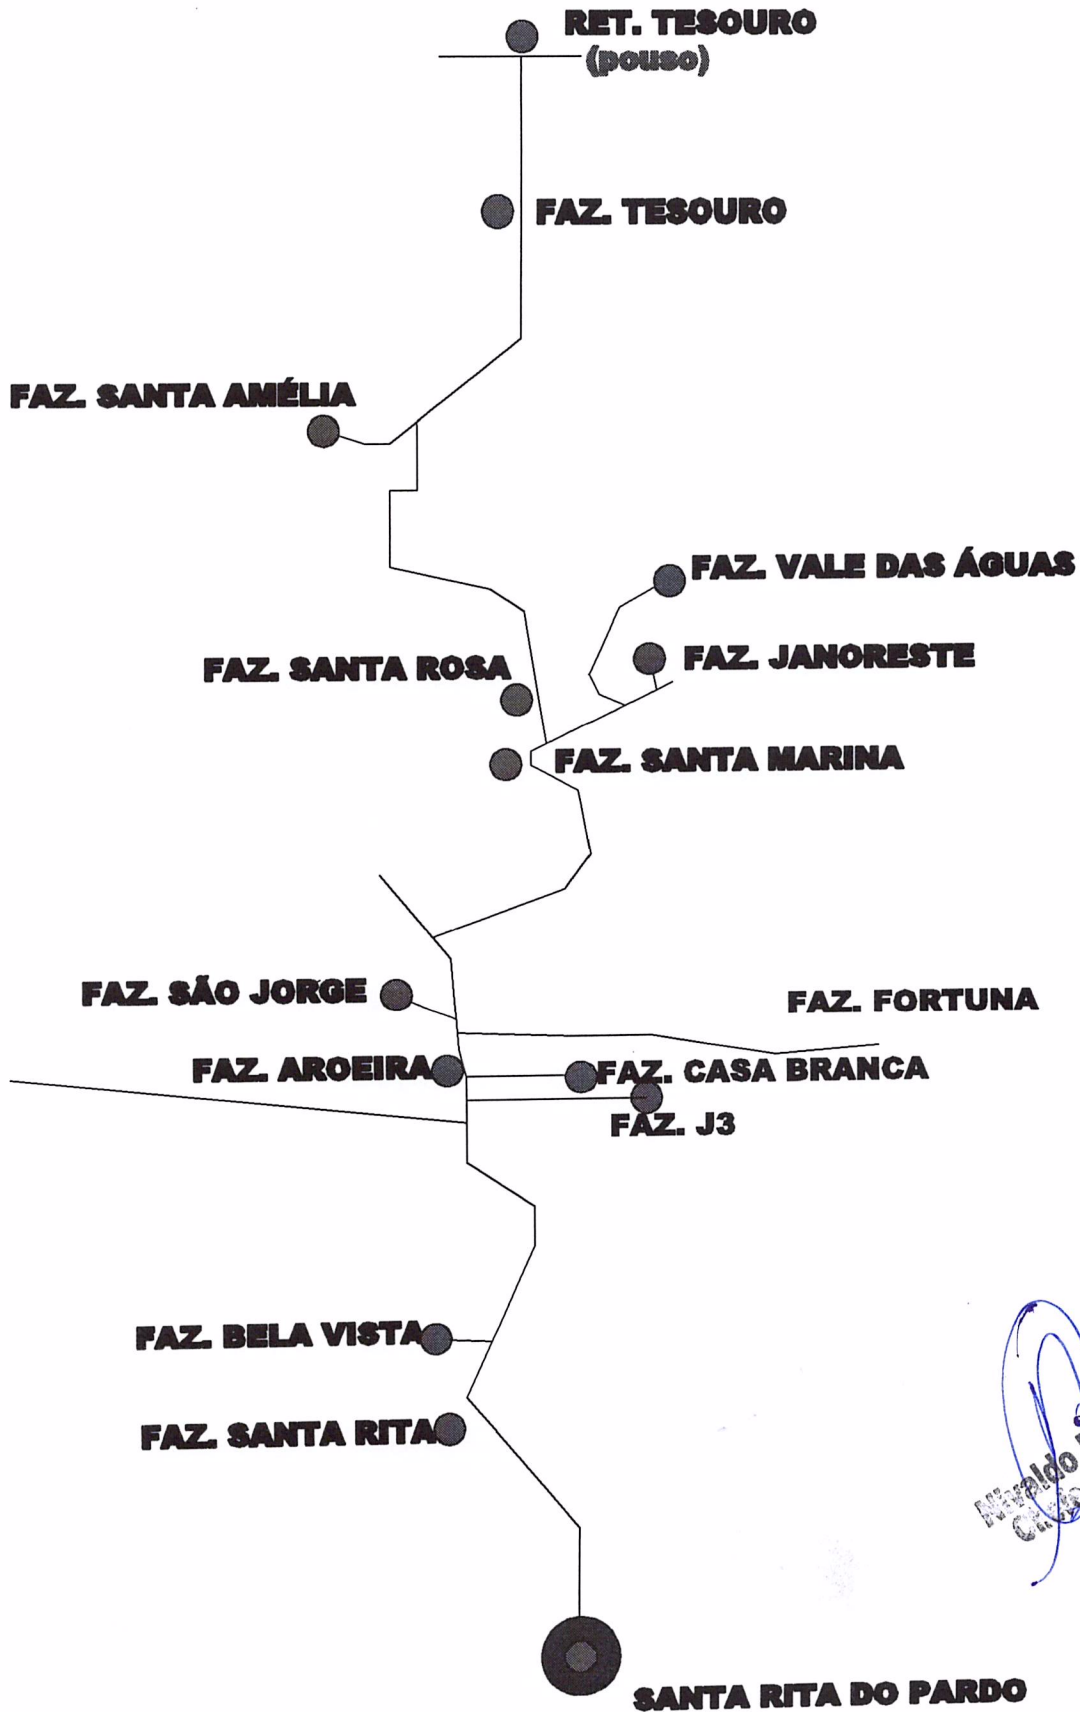 RET. TESOURO
(pouso)
FAZ. TESOURO
FAZ. SANTA AMÉLIA
FAZ. VALE DAS ÁGUAS
FAZ. SANTA ROSA
FAZ. JANORESTE
FAZ. SANTA MARINA
FAZ. SÃO JORGE
FAZ. FORTUNA
FAZ. AROEIRA
FAZ. CASA BRANCA
FAZ. J3
FAZ. BELA VISTA
FAZ. SANTA RITA
Nivaldo
SANTA RITA DO PARDO